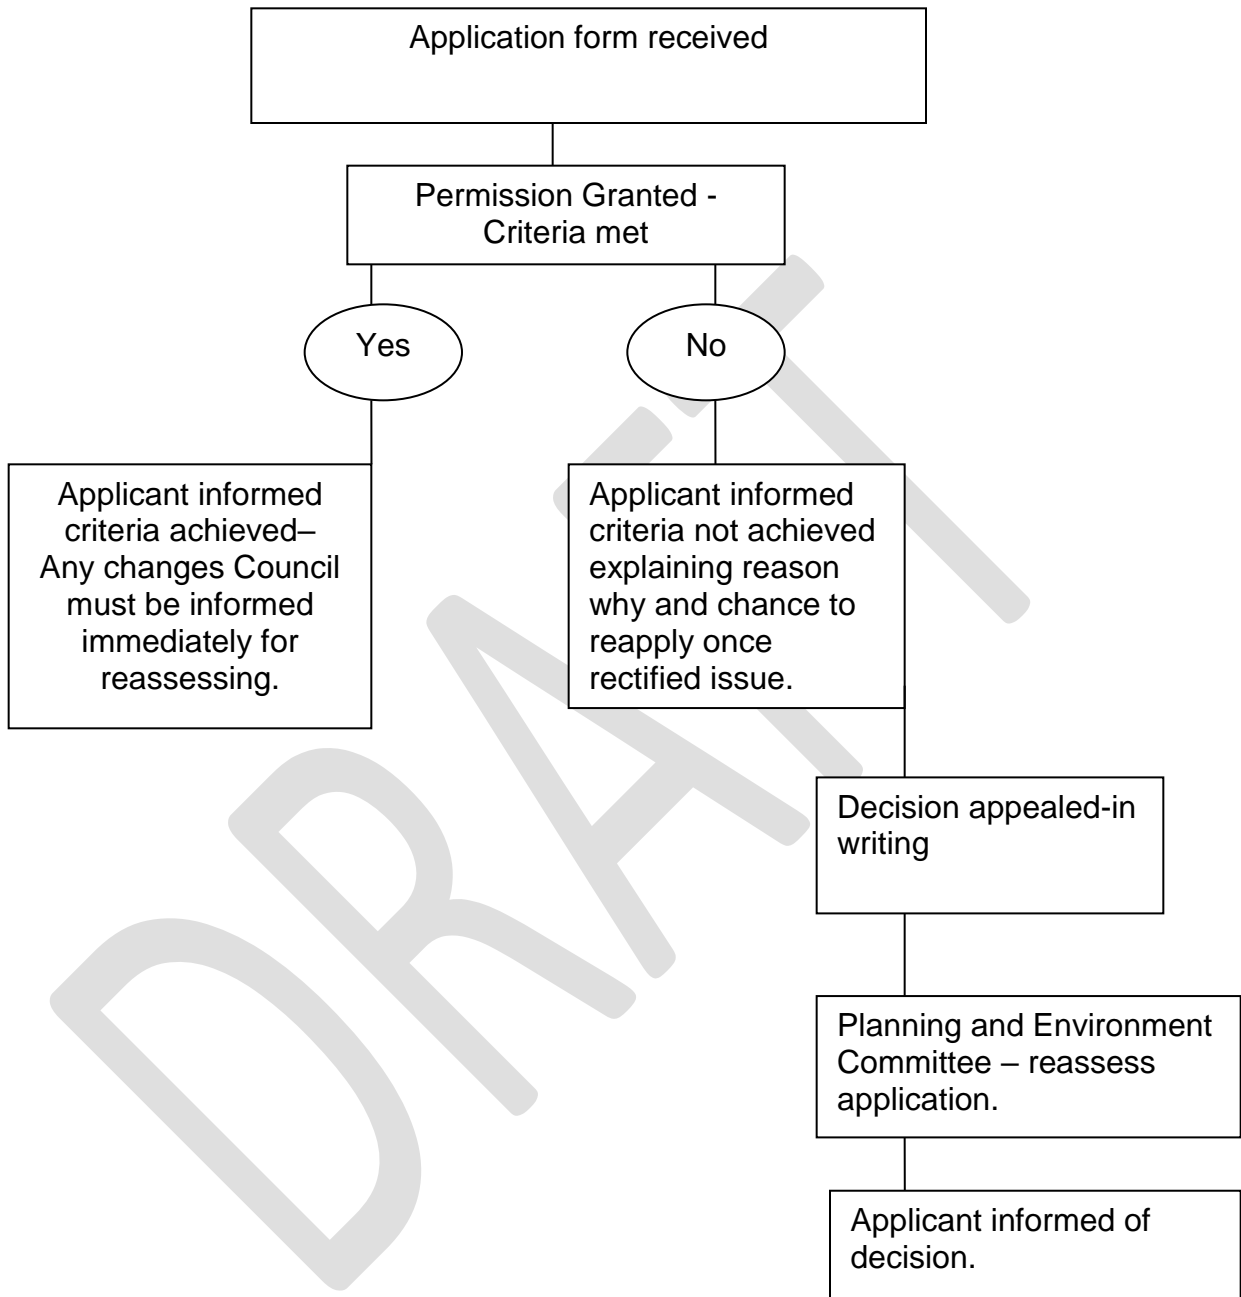 Application form received
Permission Granted -
Criteria met
Yes
No
Applicant informed
criteria achieved–
Any changes Council
must be informed
immediately for
reassessing.
Applicant informed
criteria not achieved
explaining reason
why and chance to
reapply once
rectified issue.
Decision appealed-in
writing
Planning and Environment
Committee – reassess
application.
Applicant informed of
decision.
DRAFT